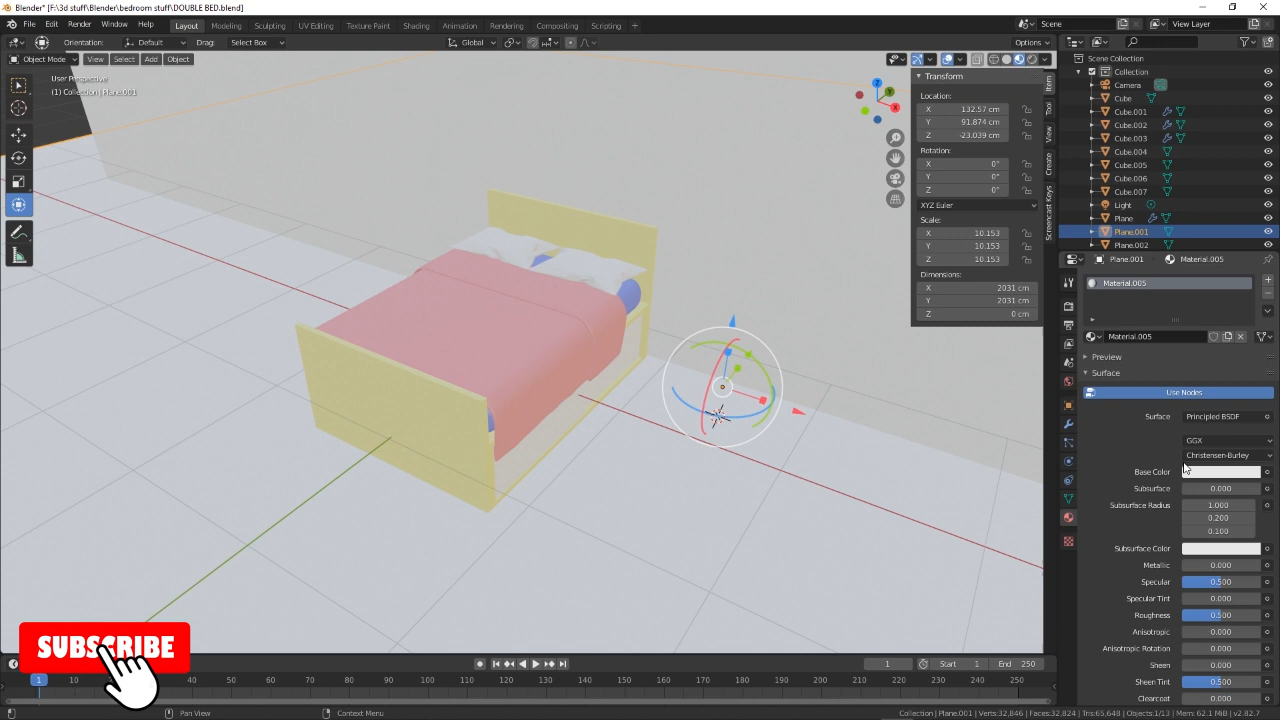 Blender* [F:\3d stuff\Blender\bedroom stuff\DOUBLE BED.blend]
File Edit Render Window Help Layout Modeling Sculpting UV Editing Texture Paint Shading Animation Rendering Compositing Scripting + Scene View Layer
Orientation: Default Drag: Select Box Global Options
Object Mode View Select Add Object
User Perspective
(1) Collection | Plane.001
Transform
Location:
X 132.57 cm
Y 91.874 cm
Z -23.039 cm
Rotation:
X 0°
Y 0°
Z 0°
XYZ Euler
Scale:
X 10.153
Y 10.153
Z 10.153
Dimensions:
X 2031 cm
Y 2031 cm
Z 0 cm
Item
Tool
View
Create
Screencast Keys
Scene Collection
Collection
Camera
Cube
Cube.001
Cube.002
Cube.003
Cube.004
Cube.005
Cube.006
Cube.007
Light
Plane
Plane.001
Plane.002
Plane.001 Material.005
Material.005
Material.005
Preview
Surface
Use Nodes
Surface Principled BSDF
GGX
Christensen-Burley
Base Color
Subsurface 0.000
Subsurface Radius 1.000
0.200
0.100
Subsurface Color
Metallic 0.000
Specular 0.500
Specular Tint 0.000
Roughness 0.500
Anisotropic 0.000
Anisotropic Rotation 0.000
Sheen 0.000
Sheen Tint 0.500
Clearcoat 0.000
SUBSCRIBE
1 Start 1 End 250
1 10 40 50 60 70 80 90 100 110 120 130 140 150 160 170 180 190 200 210 220 230 240 250
Pan View Context Menu
Collection | Plane.001 | Verts:32,846 | Faces:32,824 | Tris:65,648 | Objects:1/13 | Mem: 62.1 MiB | v2.82.7